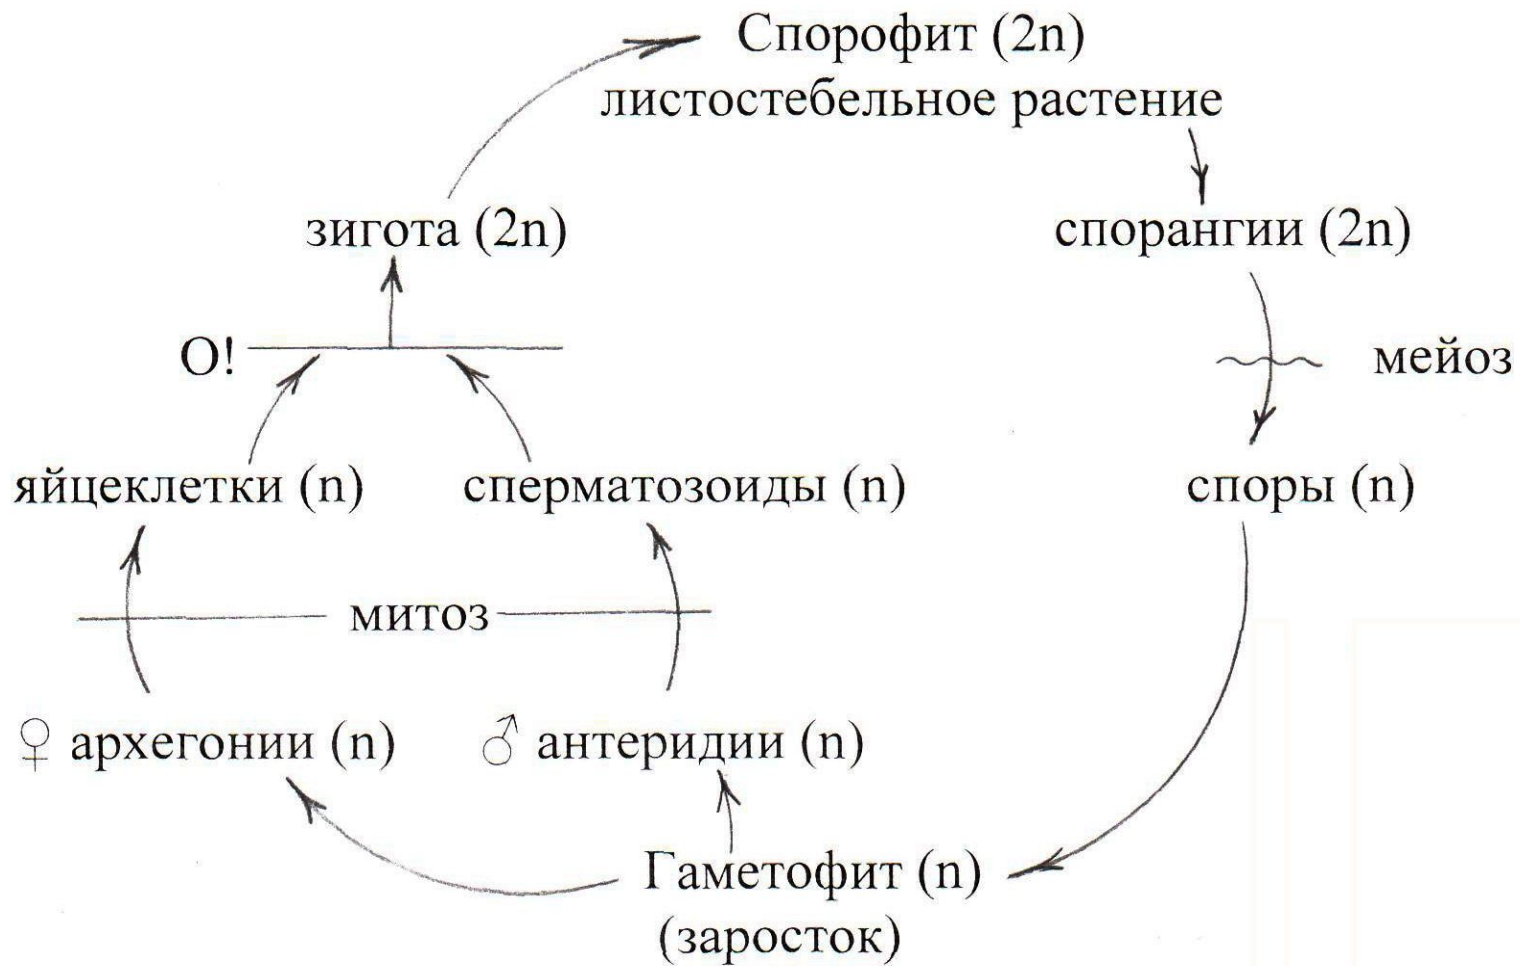 Спорофит (2n)
листостебельное растение
зигота (2n)
спорангии (2n)
О!
мейоз
яйцеклетки (n)
сперматозоиды (n)
споры (n)
митоз
♀ архегонии (n)
♂ антеридии (n)
Гаметофит (n)
(заросток)